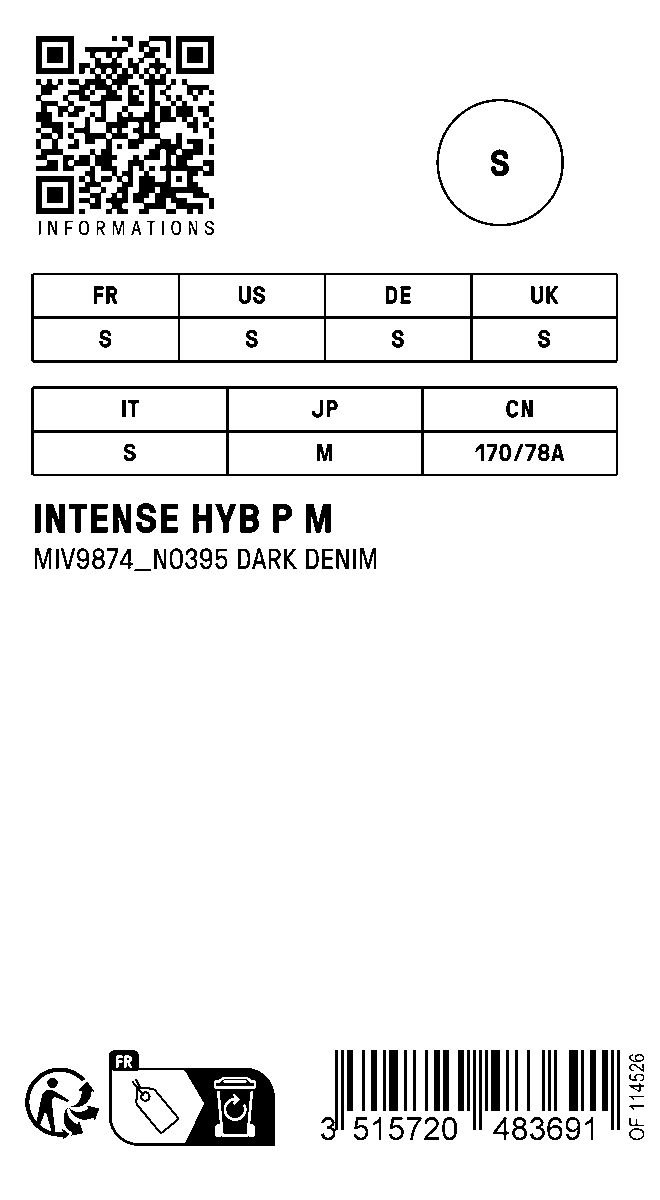 INFORMATIONS
S
FR US DE UK
S S S S
IT JP CN
S M 170/78A
INTENSE HYB P M
MIV9874_N0395 DARK DENIM
FR
3 515720 483691
OF 114526